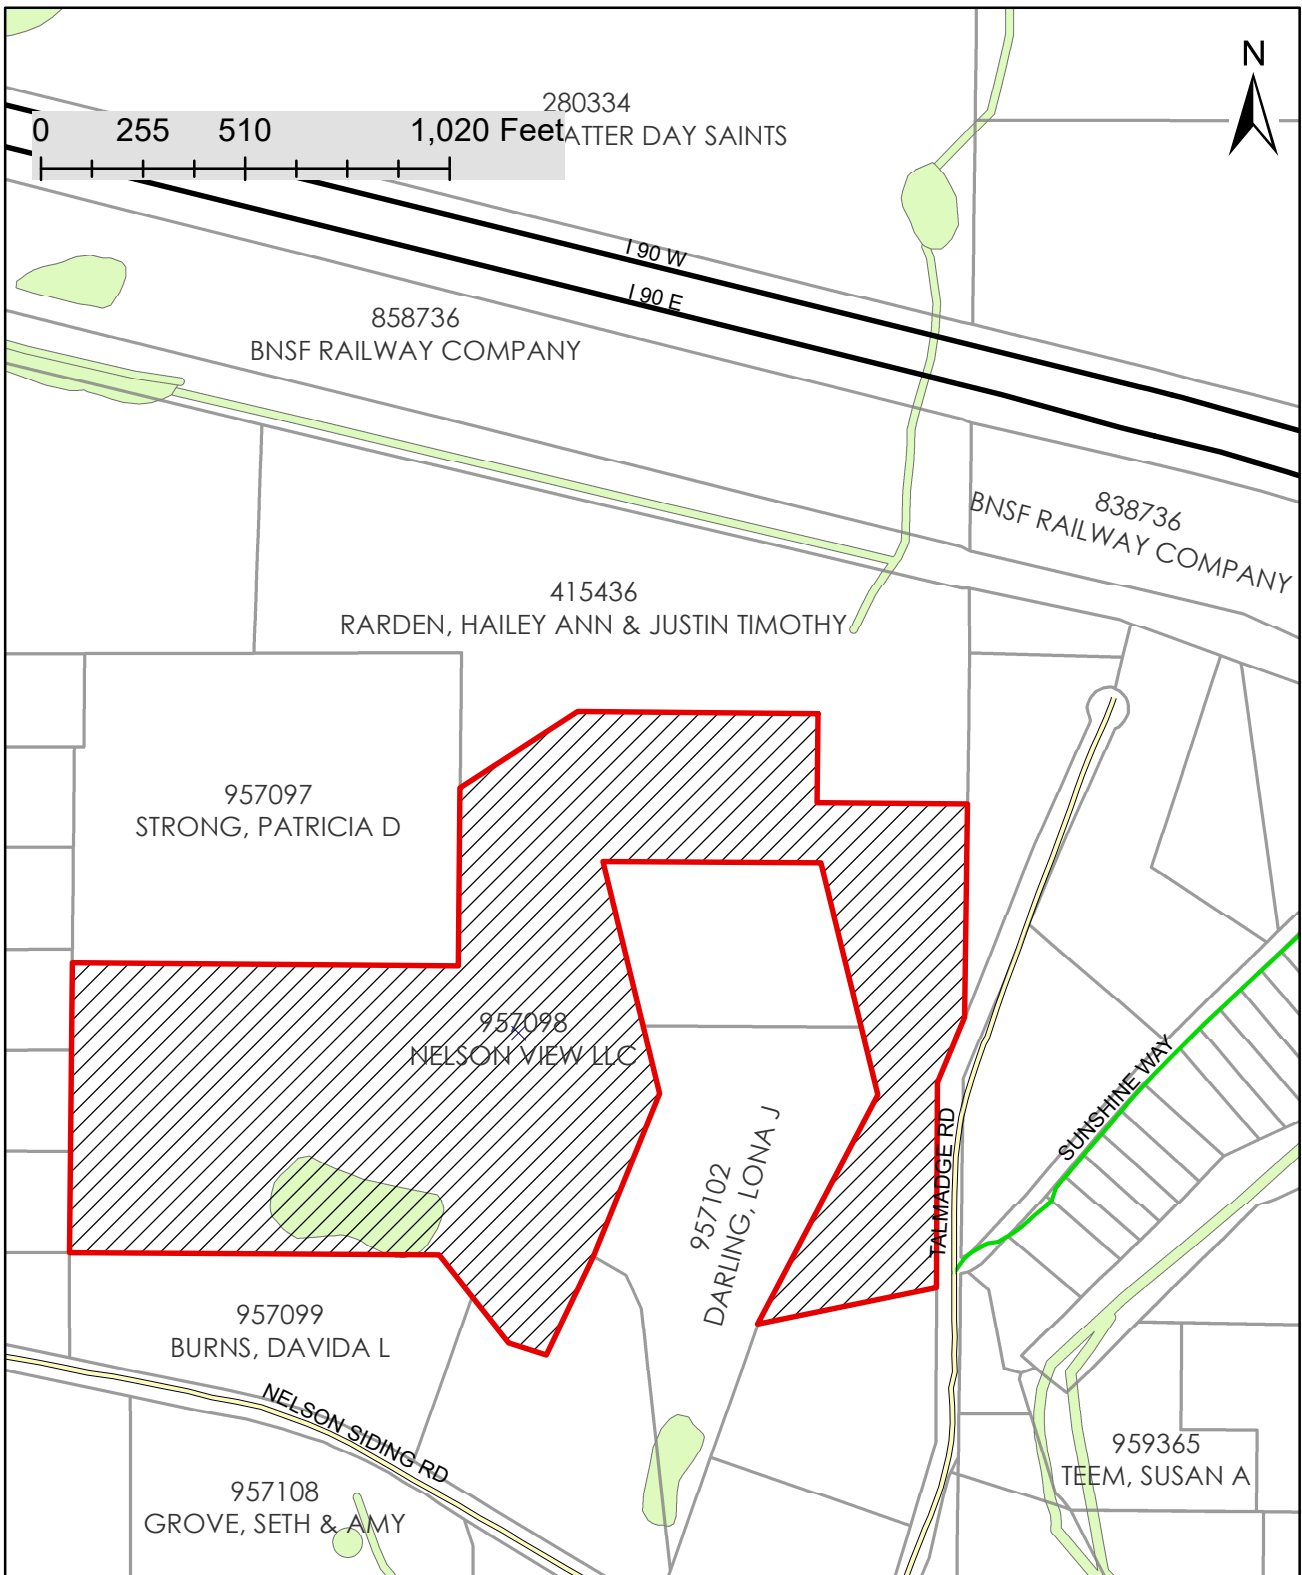 N
280334
ATTER DAY SAINTS
0 255 510 1,020 Feet
I 90 W
I 90 E
858736
BNSF RAILWAY COMPANY
838736
BNSF RAILWAY COMPANY
415436
RARDEN, HAILEY ANN & JUSTIN TIMOTHY
957097
STRONG, PATRICIA D
957098
NELSON VIEW LLC
957102
DARLING, LONA J
TALMADGE RD
SUNSHINE WAY
957099
BURNS, DAVIDA L
NELSON SIDING RD
959365
TEEM, SUSAN A
957108
GROVE, SETH & AMY